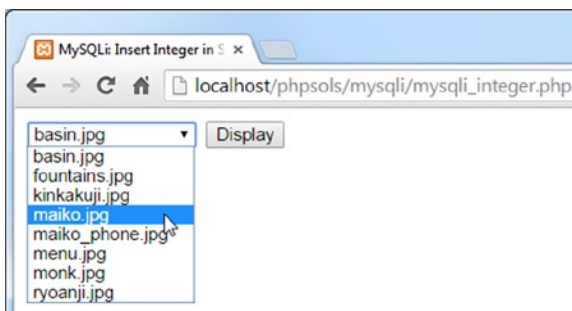 MySQLi: Insert Integer in S
localhost/phpsols/mysqli/mysqli_integer.php
basin.jpg Display
basin.jpg
fountains.jpg
kinkakuji.jpg
maiko.jpg
maiko_phone.jpg
menu.jpg
monk.jpg
ryoanji.jpg